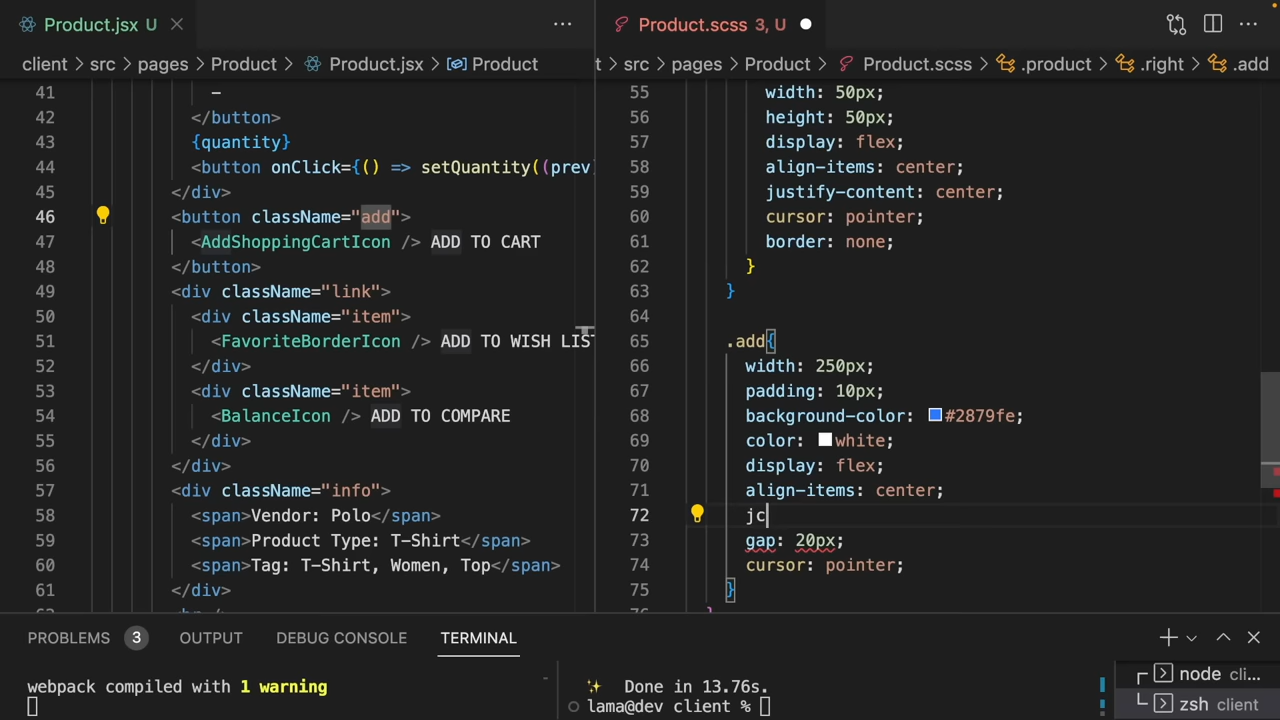 Product.jsx U
client > src > pages > Product > Product.jsx > Product
41 –
42 </button>
43 {quantity}
44 <button onClick={() => setQuantity((prev)
45 </div>
46 <button className="add">
47 <AddShoppingCartIcon /> ADD TO CART
48 </button>
49 <div className="link">
50 <div className="item">
51 <FavoriteBorderIcon /> ADD TO WISH LIST
52 </div>
53 <div className="item">
54 <BalanceIcon /> ADD TO COMPARE
55 </div>
56 </div>
57 <div className="info">
58 <span>Vendor: Polo</span>
59 <span>Product Type: T-Shirt</span>
60 <span>Tag: T-Shirt, Women, Top</span>
61 </div>
Product.scss 3, U
t > src > pages > Product > Product.scss > .product > .right > .add
55 width: 50px;
56 height: 50px;
57 display: flex;
58 align-items: center;
59 justify-content: center;
60 cursor: pointer;
61 border: none;
62 }
63 }
64
65 .add{
66 width: 250px;
67 padding: 10px;
68 background-color: #2879fe;
69 color: white;
70 display: flex;
71 align-items: center;
72 jc
73 gap: 20px;
74 cursor: pointer;
75 }
PROBLEMS 3 OUTPUT DEBUG CONSOLE TERMINAL
webpack compiled with 1 warning
✨ Done in 13.76s.
lama@dev client %
node cli...
zsh client